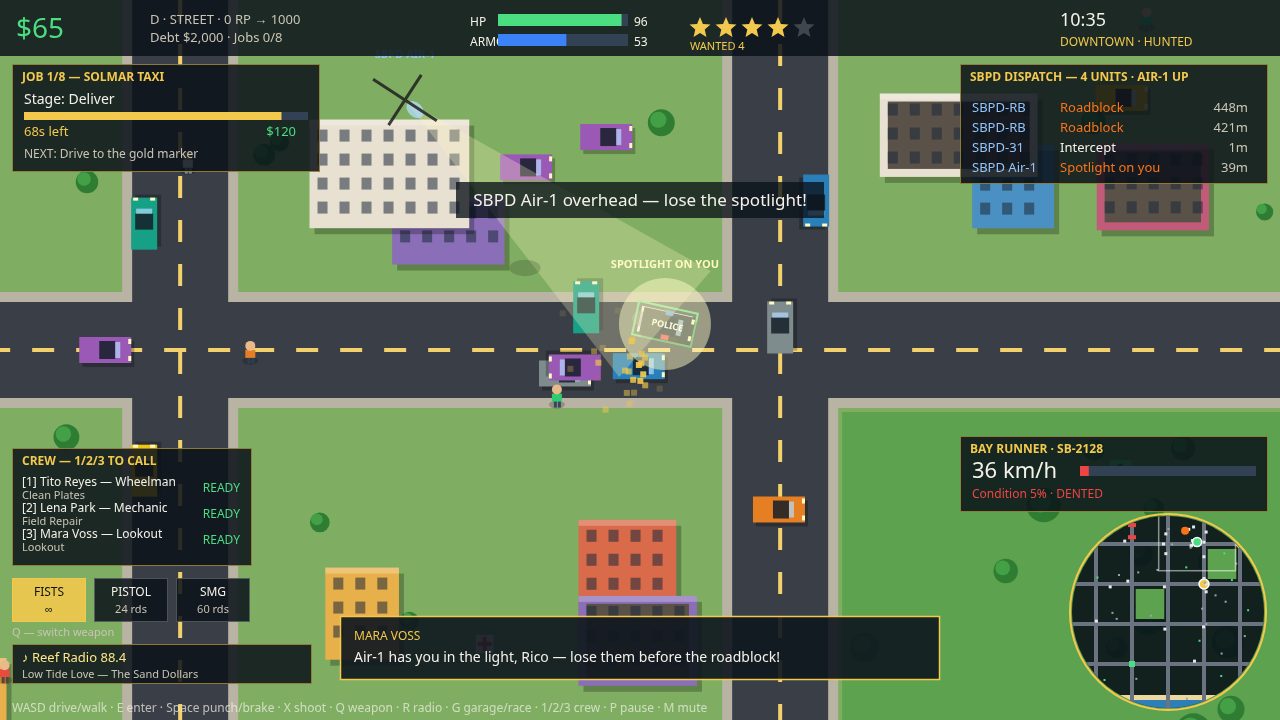 $65
D · STREET · 0 RP → 1000
Debt $2,000 · Jobs 0/8
HP 96
ARMO 53
WANTED 4
10:35
DOWNTOWN · HUNTED
SBPD AIR-1
JOB 1/8 — SOLMAR TAXI
Stage: Deliver
68s left $120
NEXT: Drive to the gold marker
SBPD DISPATCH — 4 UNITS · AIR-1 UP
SBPD-RB Roadblock 448m
SBPD-RB Roadblock 421m
SBPD-31 Intercept 1m
SBPD Air-1 Spotlight on you 39m
SBPD Air-1 overhead — lose the spotlight!
SPOTLIGHT ON YOU
POLICE
CREW — 1/2/3 TO CALL
[1] Tito Reyes — Wheelman READY
Clean Plates
[2] Lena Park — Mechanic READY
Field Repair
[3] Mara Voss — Lookout READY
Lookout
BAY RUNNER · SB-2128
36 km/h
Condition 5% · DENTED
FISTS PISTOL SMG
∞ 24 rds 60 rds
Q — switch weapon
♪ Reef Radio 88.4
Low Tide Love — The Sand Dollars
MARA VOSS
Air-1 has you in the light, Rico — lose them before the roadblock!
WASD drive/walk · E enter · Space punch/brake · X shoot · Q weapon · R radio · G garage/race · 1/2/3 crew · P pause · M mute